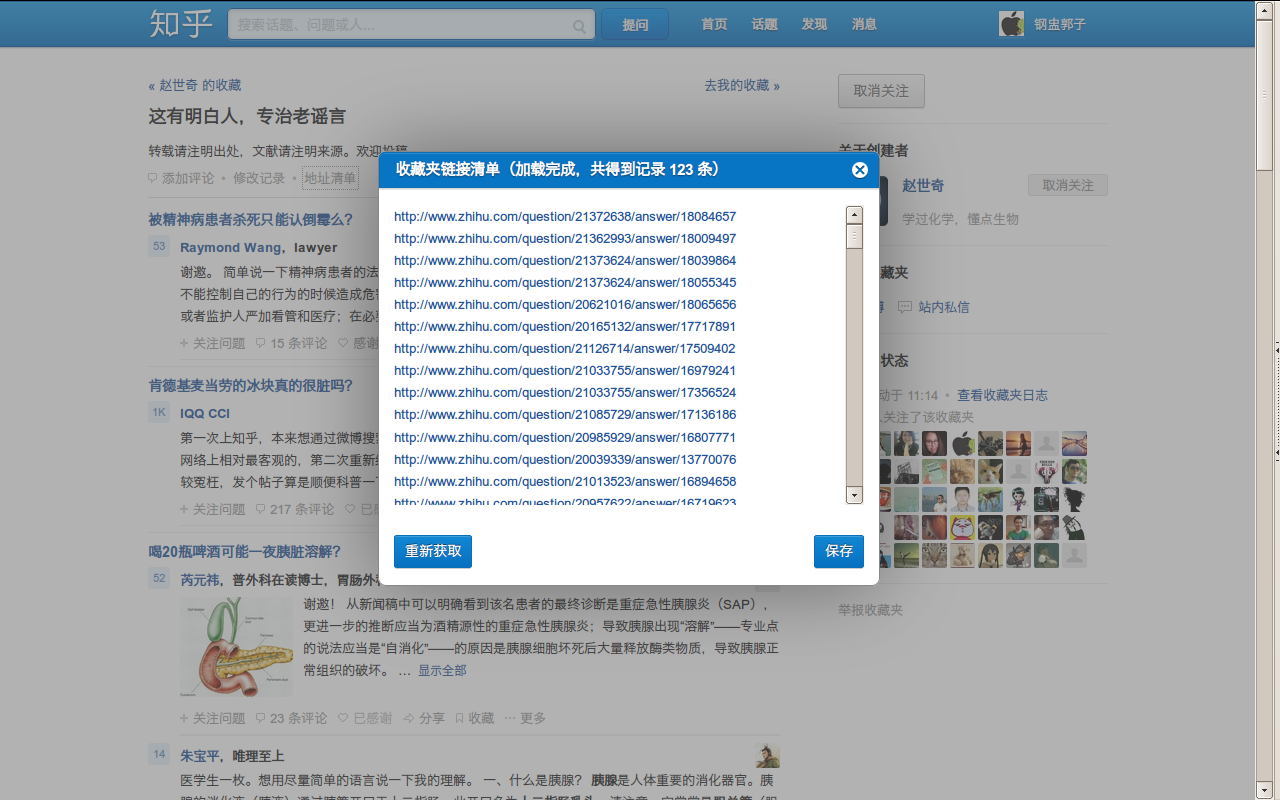 知乎
搜索话题、问题或人...
提问
首页
话题
发现
消息
钢盅郭子
« 赵世奇 的收藏
去我的收藏 »
取消关注
这有明白人，专治老谣言
转载请注明出处，文献请注明来源。欢迎投稿
添加评论 • 修改记录 • 地址清单
关于创建者
赵世奇
取消关注
学过化学，懂点生物
收藏夹链接清单（加载完成，共得到记录 123 条）
http://www.zhihu.com/question/21372638/answer/18084657
http://www.zhihu.com/question/21362993/answer/18009497
http://www.zhihu.com/question/21373624/answer/18039864
http://www.zhihu.com/question/21373624/answer/18055345
http://www.zhihu.com/question/20621016/answer/18065656
http://www.zhihu.com/question/20165132/answer/17717891
http://www.zhihu.com/question/21126714/answer/17509402
http://www.zhihu.com/question/21033755/answer/16979241
http://www.zhihu.com/question/21033755/answer/17356524
http://www.zhihu.com/question/21085729/answer/17136186
http://www.zhihu.com/question/20985929/answer/16807771
http://www.zhihu.com/question/20039339/answer/13770076
http://www.zhihu.com/question/21013523/answer/16894658
http://www.zhihu.com/question/20957622/answer/16719623
重新获取
保存
被精神病患者杀死只能认倒霉么？
53
Raymond Wang，lawyer
谢邀。 简单说一下精神病患者的法
不能控制自己的行为的时候造成危害
或者监护人严加看管和医疗；在必要
关注问题 15 条评论 感谢
肯德基麦当劳的冰块真的很脏吗？
1K
IQQ CCI
第一次上知乎，本来想通过微博搜索
网络上相对最客观的，第二次重新编
较冤枉，发个帖子算是顺便科普一下
关注问题 217 条评论 已
喝20瓶啤酒可能一夜胰脏溶解？
52
芮元祎，普外科在读博士，胃肠外科
谢邀！ 从新闻稿中可以明确看到该名患者的最终诊断是重症急性胰腺炎（SAP），
更进一步的推断应当为酒精源性的重症急性胰腺炎；导致胰腺出现“溶解”——专业点
的说法应当是“自消化”——的原因是胰腺细胞坏死后大量释放酶类物质，导致胰腺正
常组织的破坏。 ... 显示全部
关注问题 23 条评论 已感谢 分享 收藏 ··· 更多
14
朱宝平，唯理至上
医学生一枚。想用尽量简单的语言说一下我的理解。 一、什么是胰腺？ 胰腺是人体重要的消化器官。胰
藏夹
站内私信
状态
动于 11:14 • 查看收藏夹日志
关注了该收藏夹
举报收藏夹